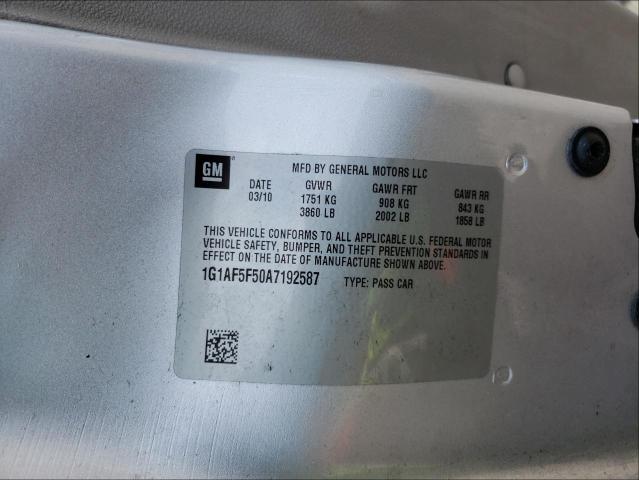 GM
MFD BY GENERAL MOTORS LLC
DATE GVWR GAWR FRT GAWR RR
03/10 1751 KG 908 KG 843 KG
3860 LB 2002 LB 1858 LB
THIS VEHICLE CONFORMS TO ALL APPLICABLE U.S. FEDERAL MOTOR
VEHICLE SAFETY, BUMPER, AND THEFT PREVENTION STANDARDS IN
EFFECT ON THE DATE OF MANUFACTURE SHOWN ABOVE.
1G1AF5F50A7192587 TYPE: PASS CAR